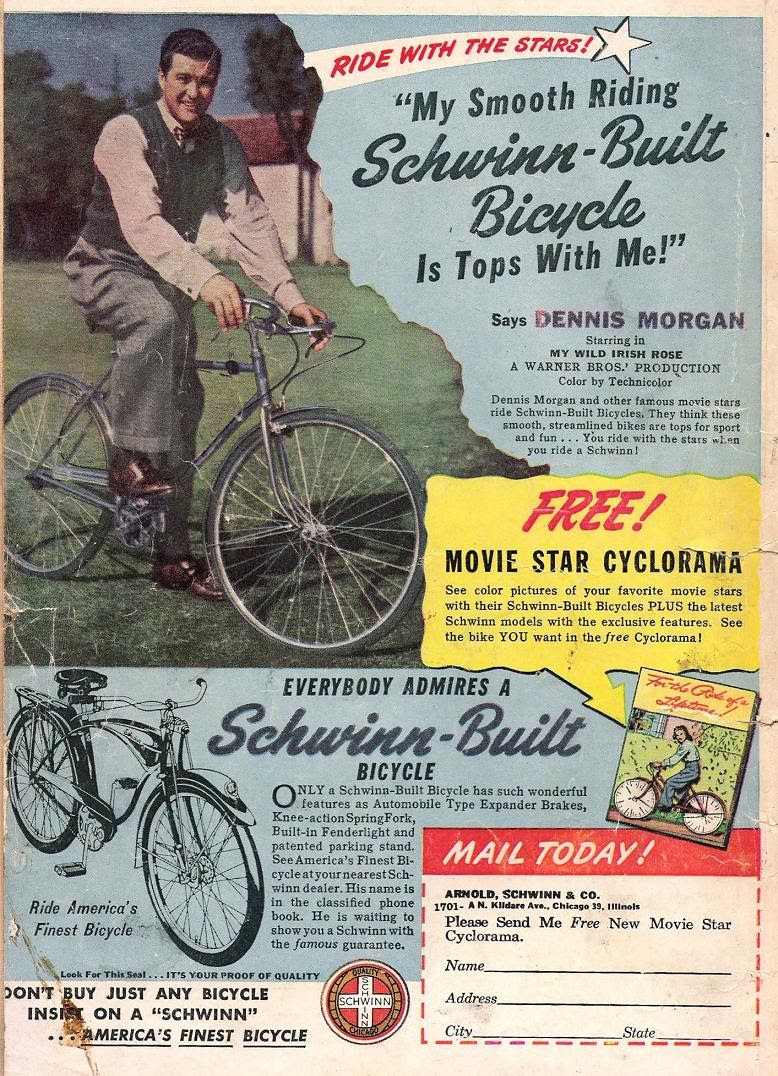 RIDE WITH THE STARS!
“My Smooth Riding
Schwinn-Built
Bicycle
Is Tops With Me!”
Says DENNIS MORGAN
Starring in
MY WILD IRISH ROSE
A WARNER BROS.' PRODUCTION
Color by Technicolor
Dennis Morgan and other famous movie stars
ride Schwinn-Built Bicycles. They think these
smooth, streamlined bikes are tops for sport
and fun . . . You ride with the stars when
you ride a Schwinn!
FREE!
MOVIE STAR CYCLORAMA
See color pictures of your favorite movie stars
with their Schwinn-Built Bicycles PLUS the latest
Schwinn models with the exclusive features. See
the bike YOU want in the free Cyclorama!
For the Ride of a
Lifetime!
EVERYBODY ADMIRES A
Schwinn-Built
BICYCLE
ONLY a Schwinn-Built Bicycle has such wonderful
features as Automobile Type Expander Brakes,
Knee-action Spring Fork,
Built-in Fenderlight and
patented parking stand.
See America's Finest Bi-
cycle at your nearest Sch-
winn dealer. His name is
in the classified phone
book. He is waiting to
show you a Schwinn with
the famous guarantee.
Ride America's
Finest Bicycle
Look For This Seal . . . IT'S YOUR PROOF OF QUALITY
DON'T BUY JUST ANY BICYCLE
INSIST ON A “SCHWINN”
. . . AMERICA'S FINEST BICYCLE
QUALITY
SCHWINN
SCHWINN
CHICAGO
MAIL TODAY!
ARNOLD, SCHWINN & CO.
1701- A N. Kildare Ave., Chicago 39, Illinois
Please Send Me Free New Movie Star
Cyclorama.
Name
Address
City State